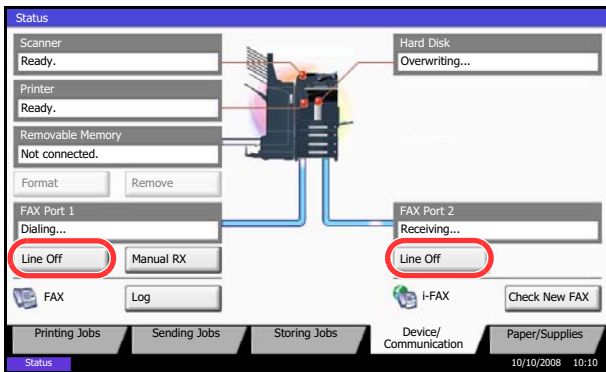 Status
Scanner
Ready.
Hard Disk
Overwriting...
Printer
Ready.
Removable Memory
Not connected.
Format
Remove
FAX Port 1
Dialing...
FAX Port 2
Receiving...
Line Off
Manual RX
Line Off
FAX
Log
i-FAX
Check New FAX
Printing Jobs
Sending Jobs
Storing Jobs
Device/
Communication
Paper/Supplies
Status
10/10/2008 10:10